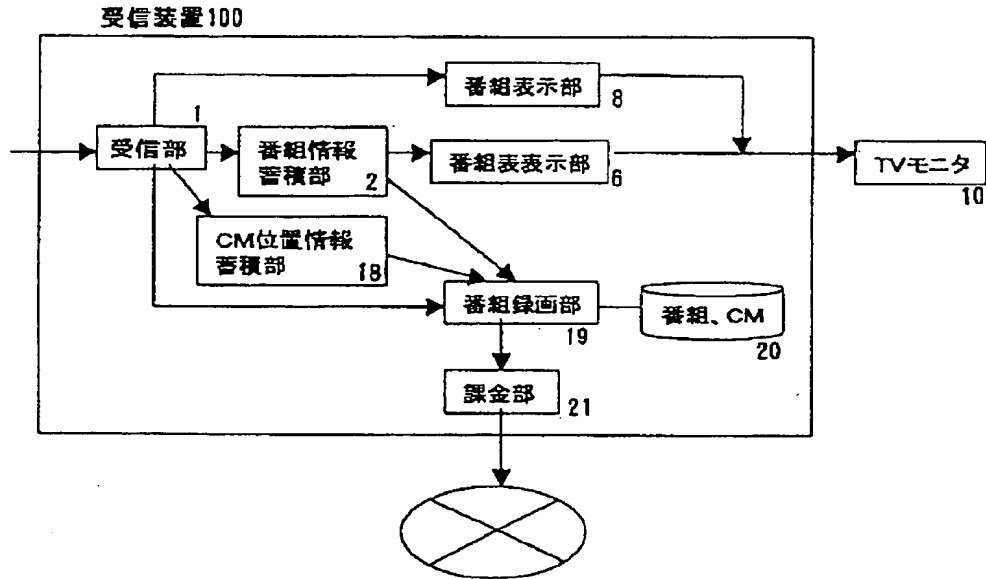 受信装置100
番組表示部
8
1
受信部
番組情報
蓄積部
2
番組表表示部
6
TVモニタ
10
CM位置情報
蓄積部
18
番組録画部
19
番組、CM
20
課金部
21